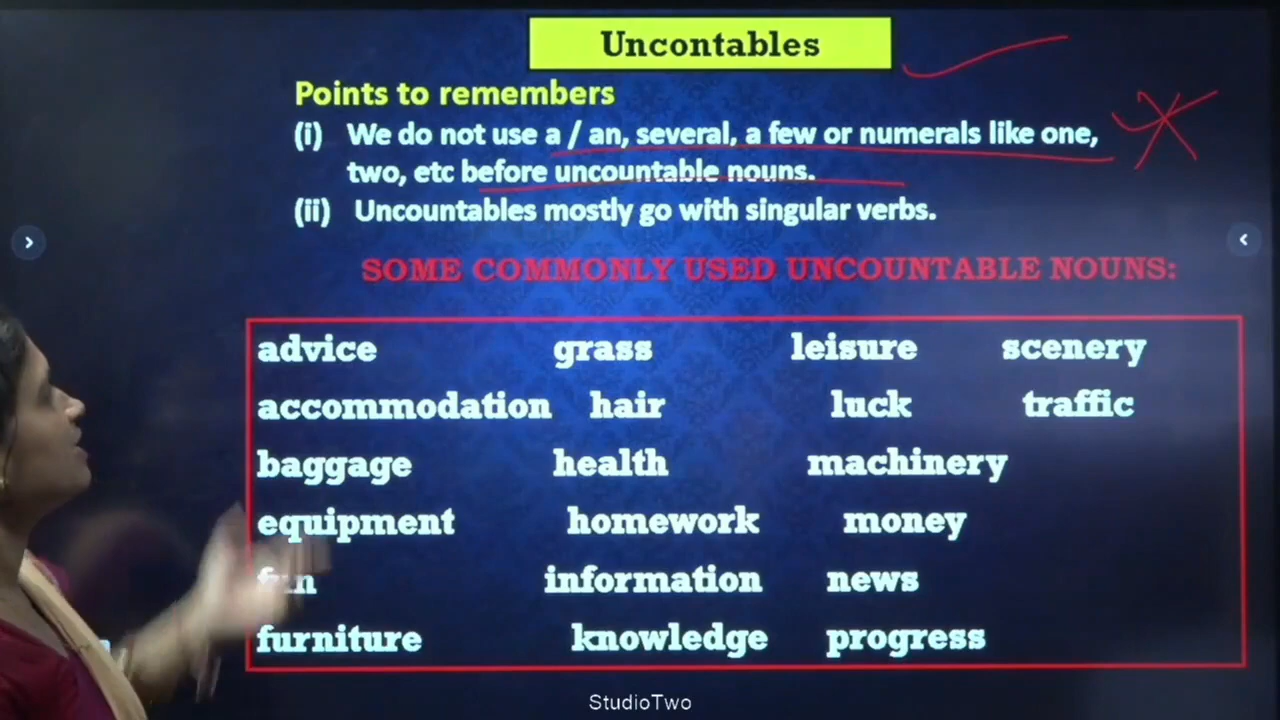 Uncontables
Points to remembers
(i) We do not use a / an, several, a few or numerals like one,
two, etc before uncountable nouns.
(ii) Uncountables mostly go with singular verbs.
SOME COMMONLY USED UNCOUNTABLE NOUNS:
advice grass leisure scenery
accommodation hair luck traffic
baggage health machinery
equipment homework money
fun information news
furniture knowledge progress
StudioTwo